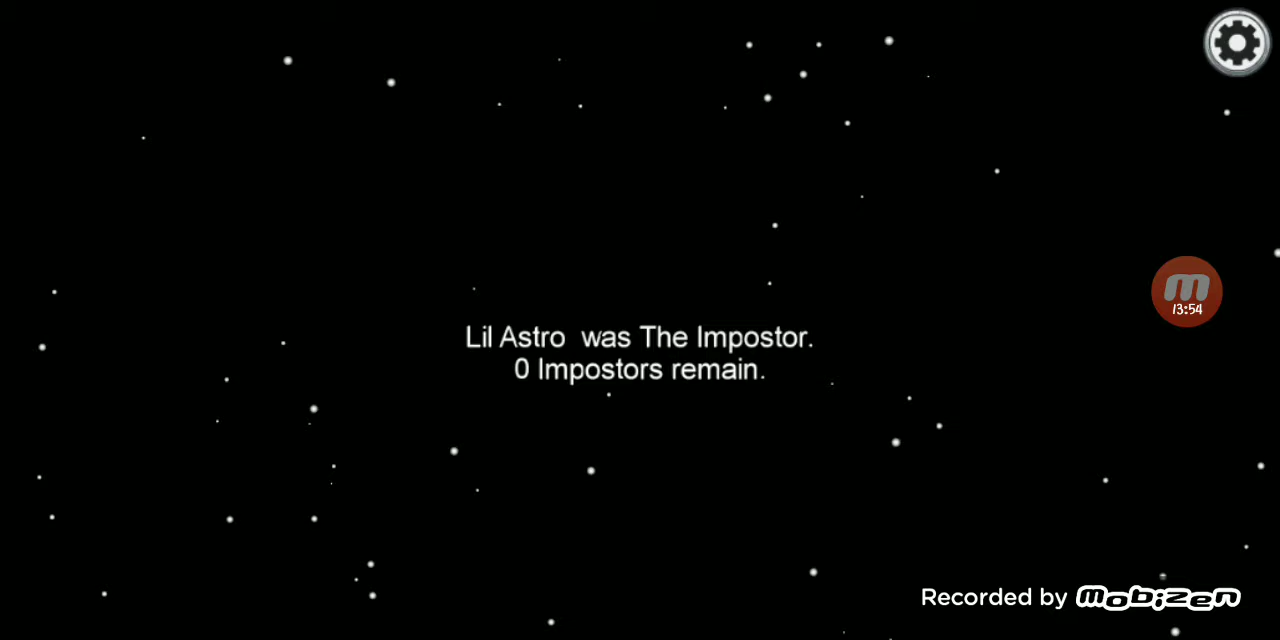 m
13:54
Lil Astro  was The Impostor.
0 Impostors remain.
Recorded by mobizen